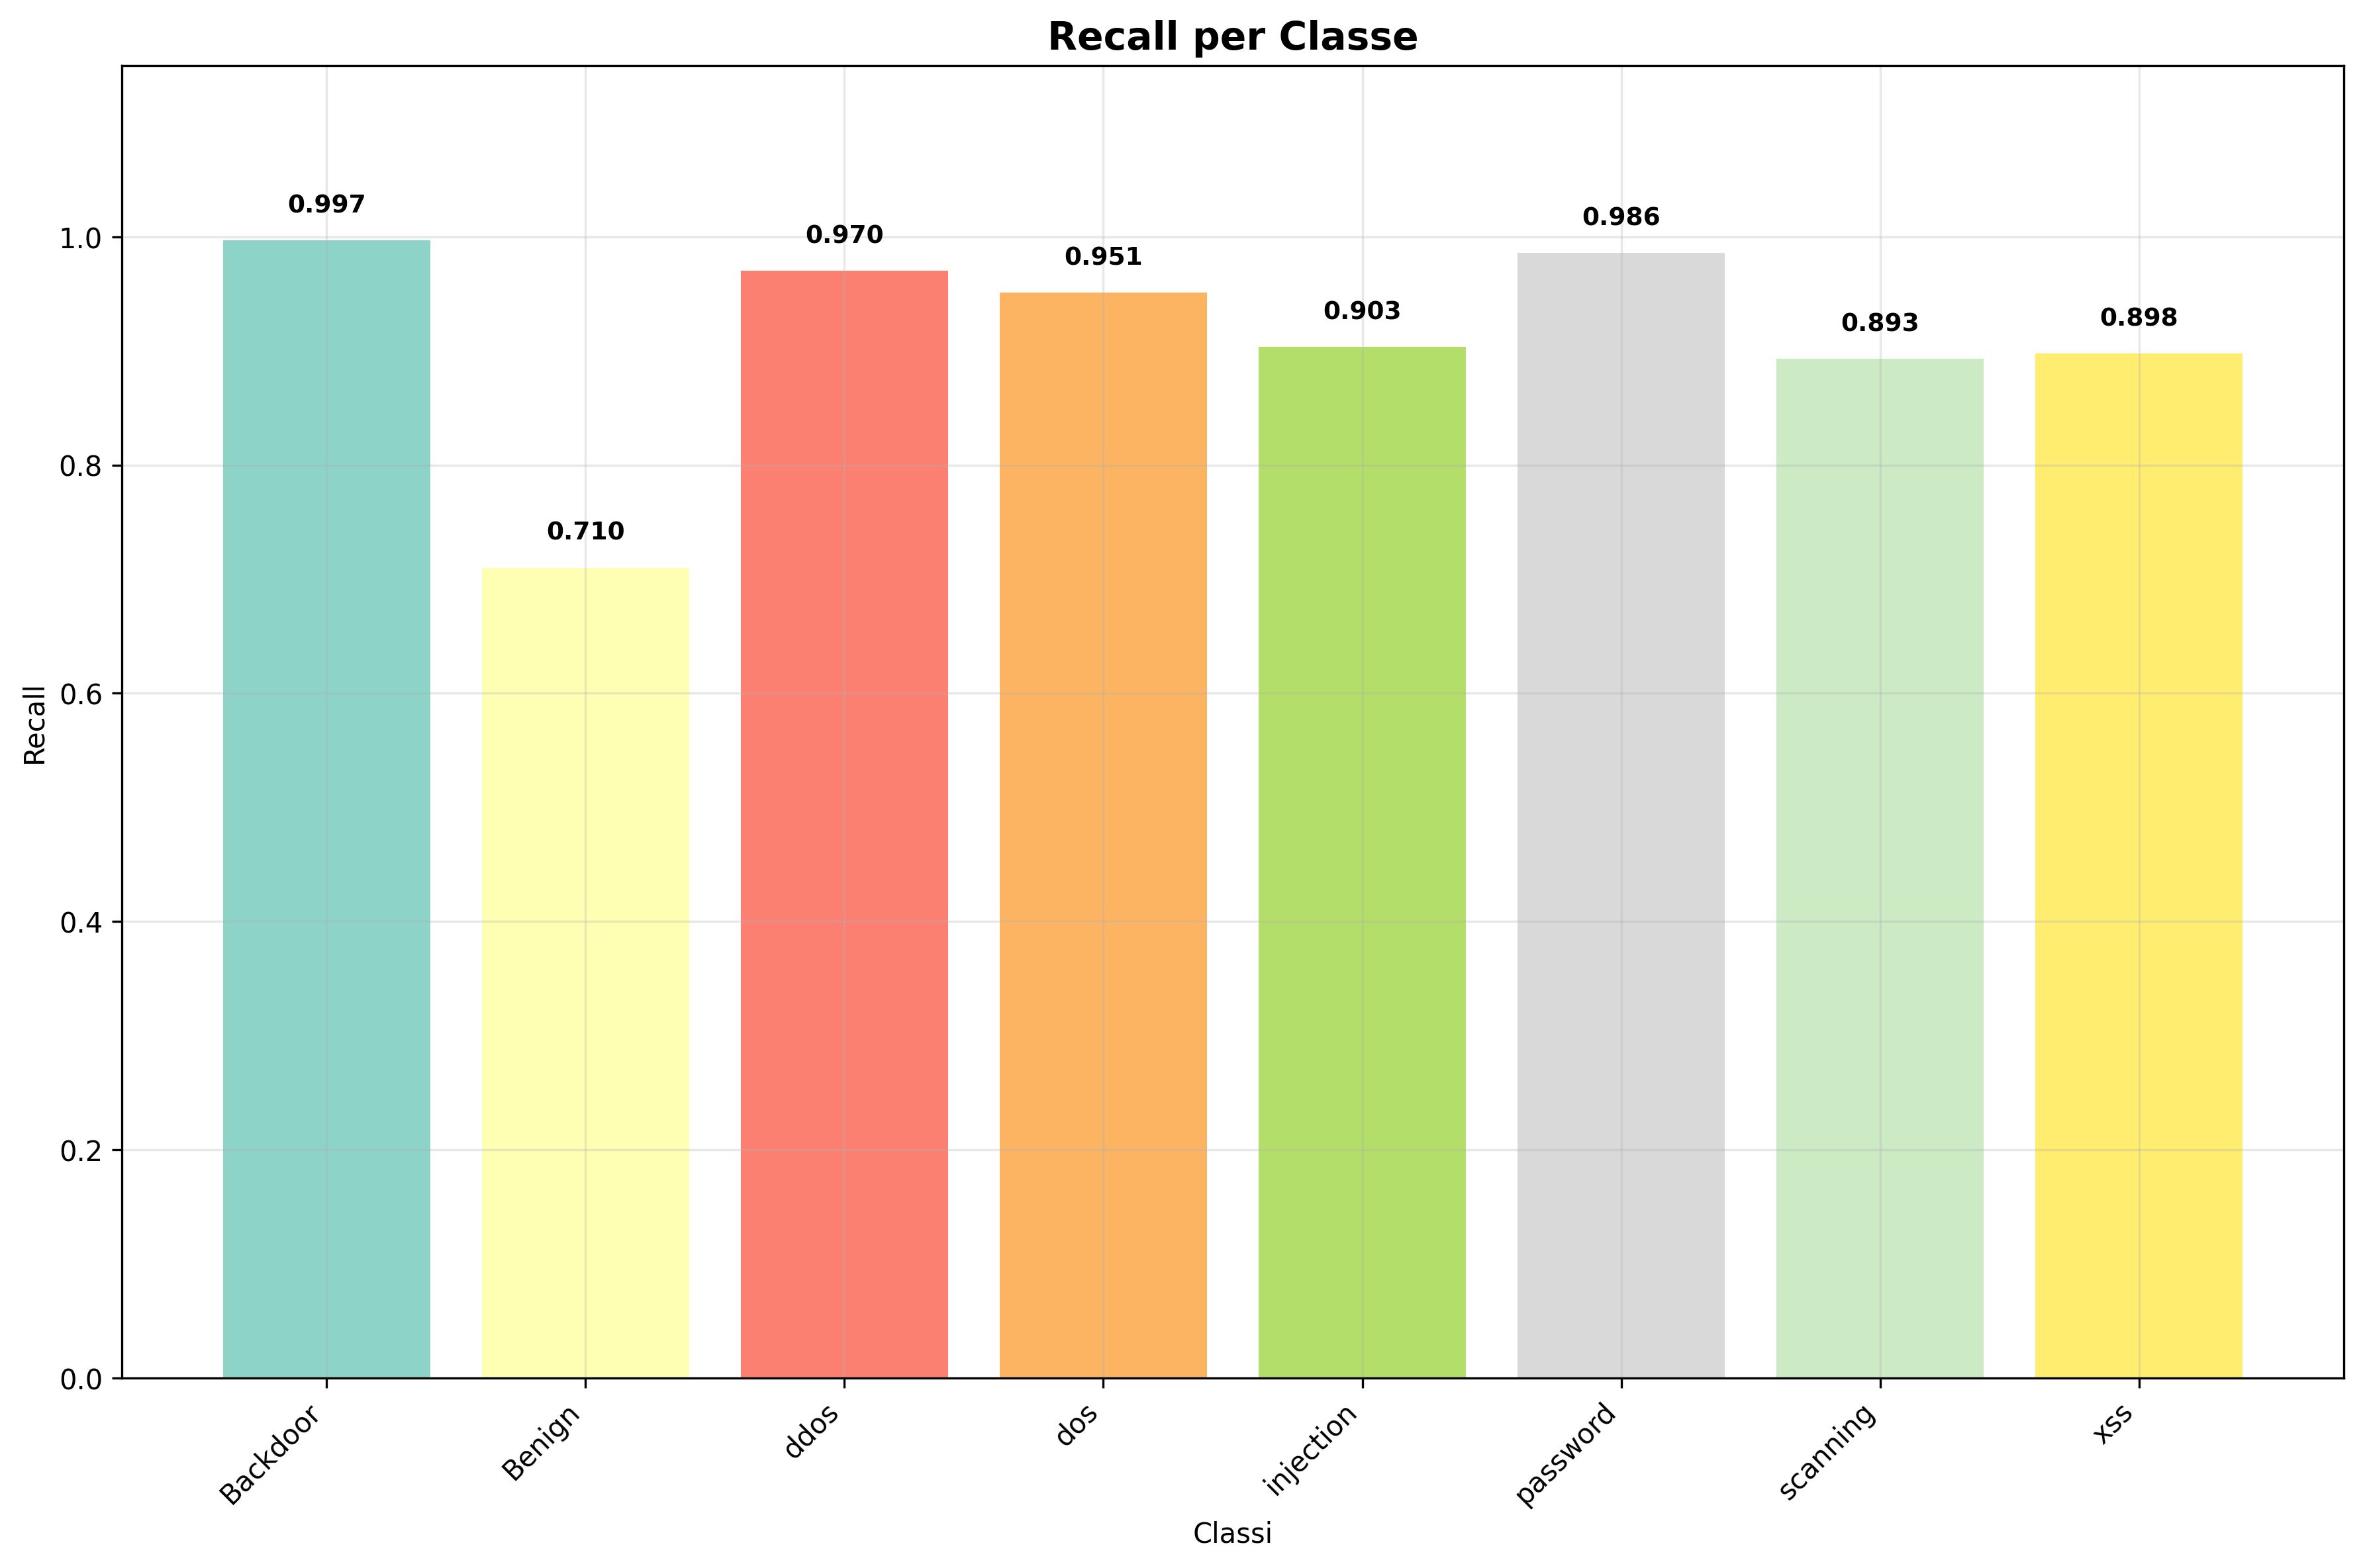 Recall per Classe
0.997
0.710
0.970
0.951
0.903
0.986
0.893
0.898
1.0
0.8
0.6
0.4
0.2
0.0
Recall
Backdoor
Benign
ddos
dos
injection
password
scanning
xss
Classi